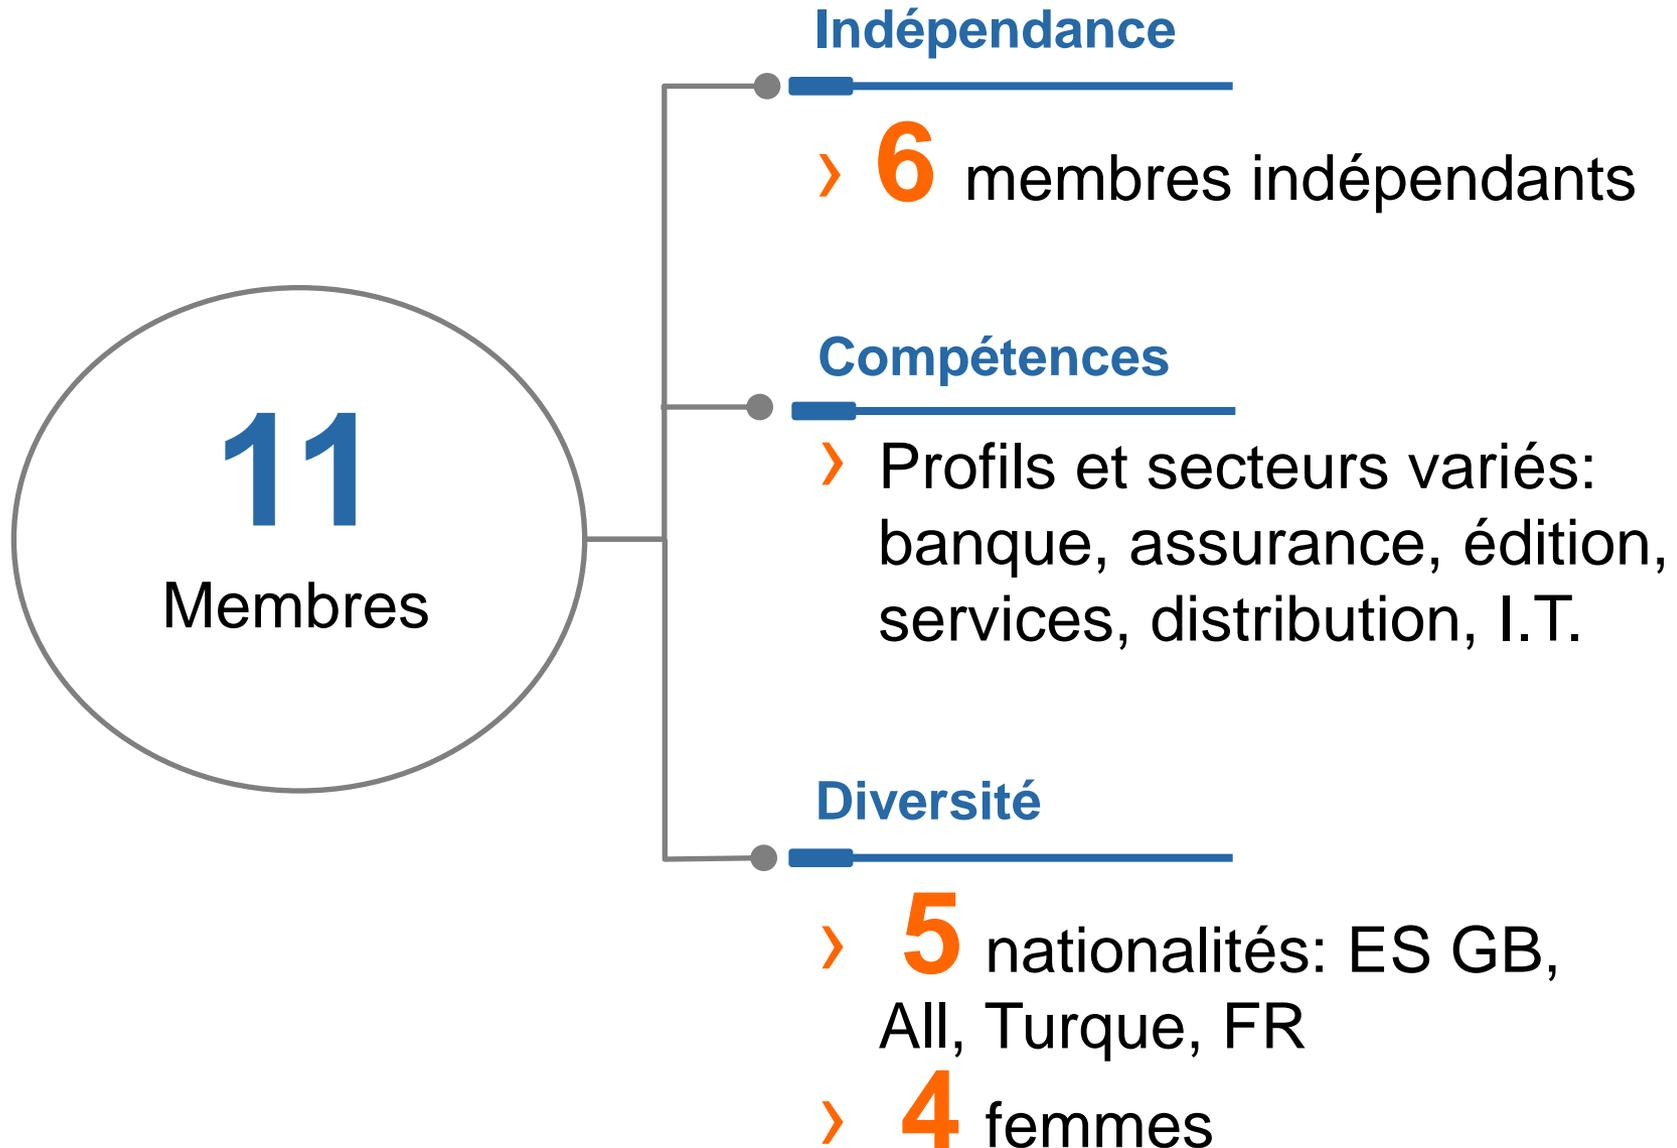 11
Membres
Indépendance
› 6 membres indépendants
Compétences
› Profils et secteurs variés:
banque, assurance, édition,
services, distribution, I.T.
Diversité
› 5 nationalités: ES GB,
All, Turque, FR
› 4 femmes